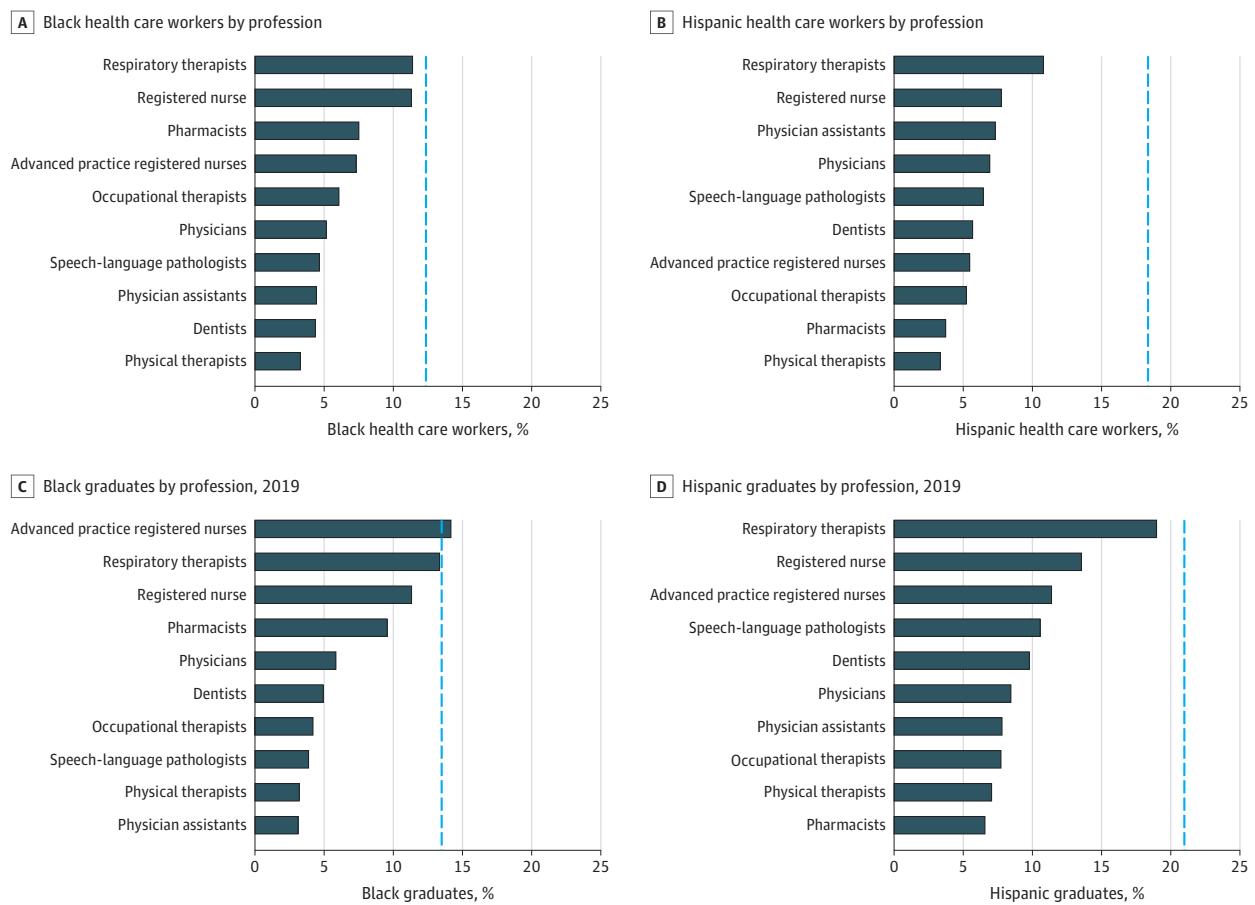 A Black health care workers by profession
Respiratory therapists
Registered nurse
Pharmacists
Advanced practice registered nurses
Occupational therapists
Physicians
Speech-language pathologists
Physician assistants
Dentists
Physical therapists
0 5 10 15 20 25
Black health care workers, %
B Hispanic health care workers by profession
Respiratory therapists
Registered nurse
Physician assistants
Physicians
Speech-language pathologists
Dentists
Advanced practice registered nurses
Occupational therapists
Pharmacists
Physical therapists
0 5 10 15 20 25
Hispanic health care workers, %
C Black graduates by profession, 2019
Advanced practice registered nurses
Respiratory therapists
Registered nurse
Pharmacists
Physicians
Dentists
Occupational therapists
Speech-language pathologists
Physical therapists
Physician assistants
0 5 10 15 20 25
Black graduates, %
D Hispanic graduates by profession, 2019
Respiratory therapists
Registered nurse
Advanced practice registered nurses
Speech-language pathologists
Dentists
Physicians
Physician assistants
Occupational therapists
Physical therapists
Pharmacists
0 5 10 15 20 25
Hispanic graduates, %